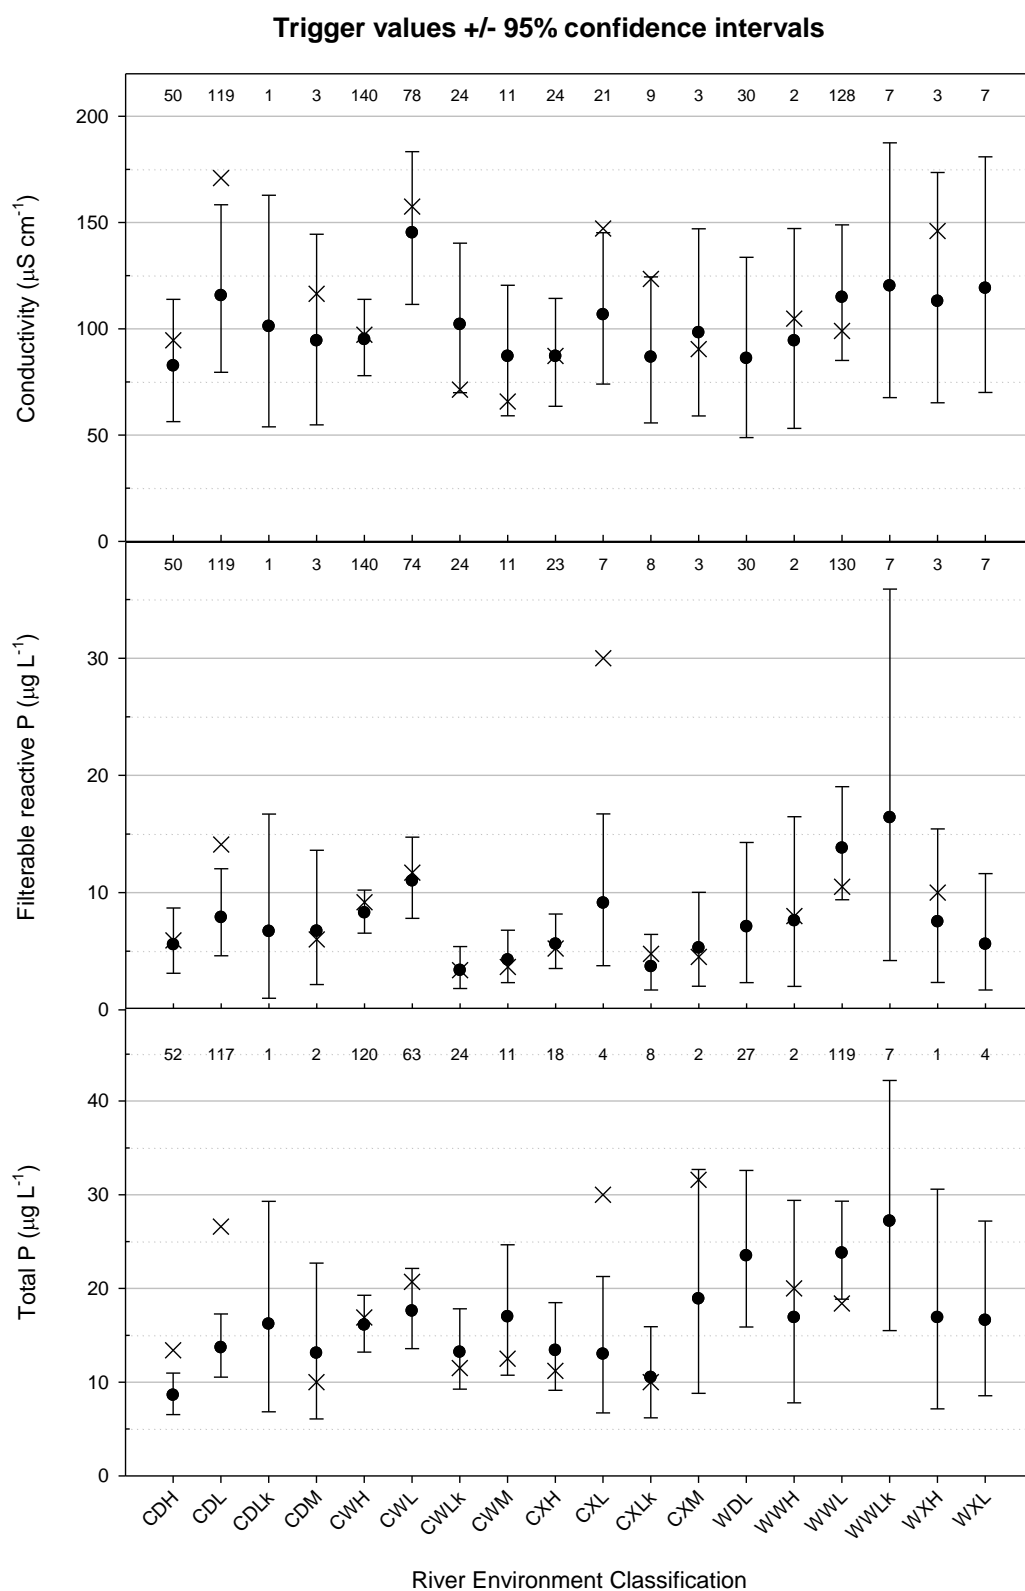 Trigger values +/- 95% confidence intervals
50 119 1 3 140 78 24 11 24 21 9 3 30 2 128 7 3 7
200
150
100
50
0
Conductivity (μS cm⁻¹)
50 119 1 3 140 74 24 11 23 7 8 3 30 2 130 7 3 7
30
20
10
0
Filterable reactive P (μg L⁻¹)
52 117 1 2 120 63 24 11 18 4 8 2 27 2 119 7 1 4
40
30
20
10
0
Total P (μg L⁻¹)
CDH CDL CDLk CDM CWH CWL CWLk CWM CXH CXL CXLk CXM WDL WWH WWL WWLk WXH WXL
River Environment Classification